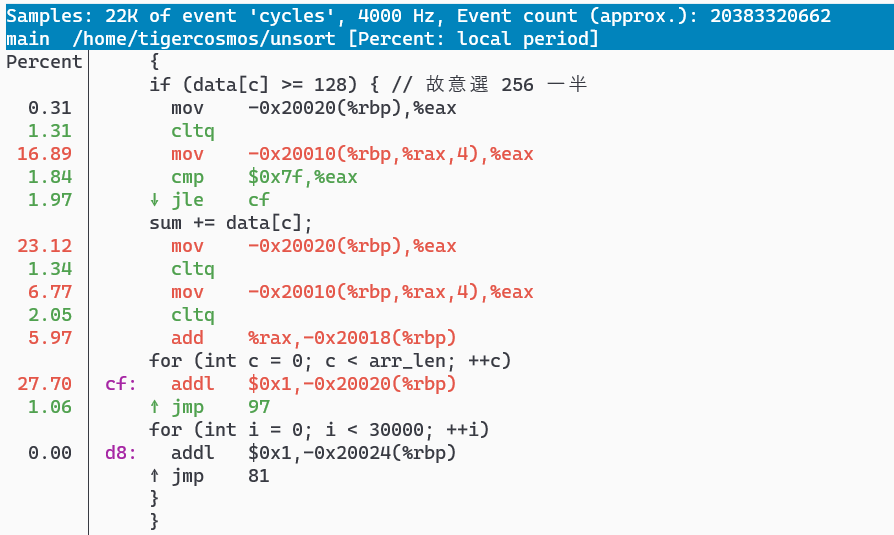 Samples: 22K of event 'cycles', 4000 Hz, Event count (approx.): 20383320662
main  /home/tigercosmos/unsort [Percent: local period]
Percent      {
             if (data[c] >= 128) { // 故意選 256 一半
  0.31         mov    -0x20020(%rbp),%eax
  1.31         cltq
 16.89         mov    -0x20010(%rbp,%rax,4),%eax
  1.84         cmp    $0x7f,%eax
  1.97       ↓ jle    cf
             sum += data[c];
 23.12         mov    -0x20020(%rbp),%eax
  1.34         cltq
  6.77         mov    -0x20010(%rbp,%rax,4),%eax
  2.05         cltq
  5.97         add    %rax,-0x20018(%rbp)
             for (int c = 0; c < arr_len; ++c)
 27.70   cf:   addl   $0x1,-0x20020(%rbp)
  1.06       ↑ jmp    97
             for (int i = 0; i < 30000; ++i)
  0.00   d8:   addl   $0x1,-0x20024(%rbp)
             ↑ jmp    81
             }
             }